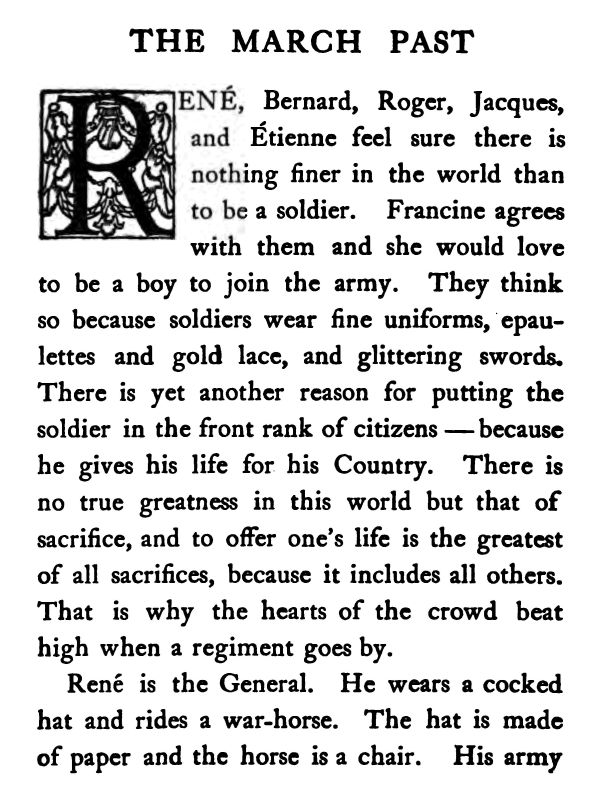 THE MARCH PAST
RENÉ, Bernard, Roger, Jacques,
and Étienne feel sure there is
nothing finer in the world than
to be a soldier. Francine agrees
with them and she would love
to be a boy to join the army. They think
so because soldiers wear fine uniforms, epau-
lettes and gold lace, and glittering swords.
There is yet another reason for putting the
soldier in the front rank of citizens — because
he gives his life for his Country. There is
no true greatness in this world but that of
sacrifice, and to offer one's life is the greatest
of all sacrifices, because it includes all others.
That is why the hearts of the crowd beat
high when a regiment goes by.
René is the General. He wears a cocked
hat and rides a war-horse. The hat is made
of paper and the horse is a chair. His army